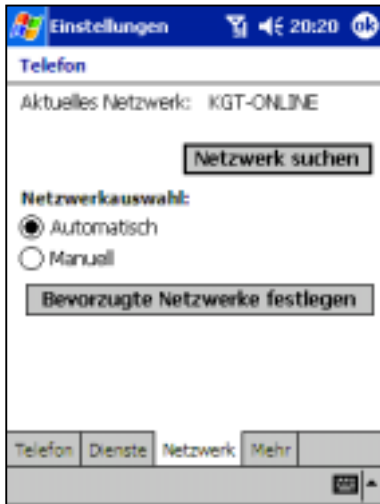 Einstellungen 20:20 ok
Telefon
Aktuelles Netzwerk: KGT-ONLINE
Netzwerk suchen
Netzwerkauswahl:
Automatisch
Manuell
Bevorzugte Netzwerke festlegen
Telefon Dienste Netzwerk Mehr